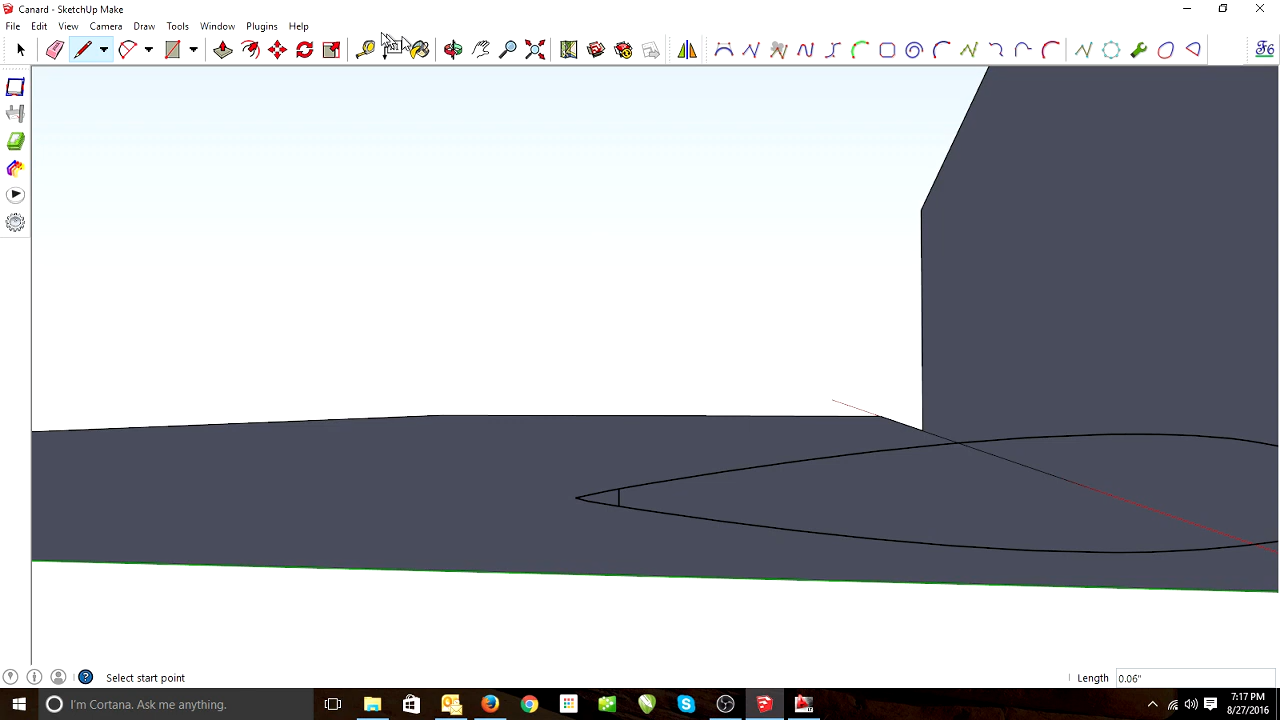 Canard - SketchUp Make
File Edit View Camera Draw Tools Window Plugins Help
F6
Select start point
Length 0.06"
I'm Cortana. Ask me anything.
7:17 PM
8/27/2016